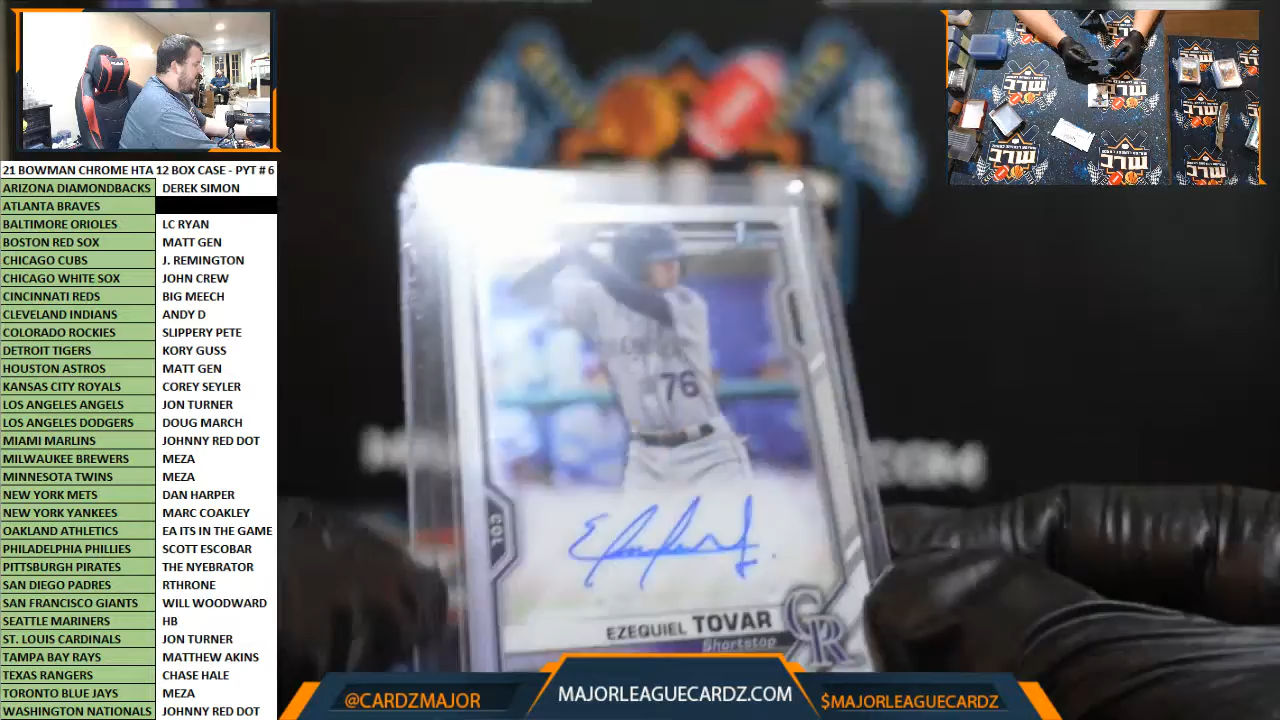 21 BOWMAN CHROME HTA 12 BOX CASE - PYT # 6
ARIZONA DIAMONDBACKS DEREK SIMON
ATLANTA BRAVES
BALTIMORE ORIOLES LC RYAN
BOSTON RED SOX MATT GEN
CHICAGO CUBS J. REMINGTON
CHICAGO WHITE SOX JOHN CREW
CINCINNATI REDS BIG MEECH
CLEVELAND INDIANS ANDY D
COLORADO ROCKIES SLIPPERY PETE
DETROIT TIGERS KORY GUSS
HOUSTON ASTROS MATT GEN
KANSAS CITY ROYALS COREY SEYLER
LOS ANGELES ANGELS JON TURNER
LOS ANGELES DODGERS DOUG MARCH
MIAMI MARLINS JOHNNY RED DOT
MILWAUKEE BREWERS MEZA
MINNESOTA TWINS MEZA
NEW YORK METS DAN HARPER
NEW YORK YANKEES MARC COAKLEY
OAKLAND ATHLETICS EA ITS IN THE GAME
PHILADELPHIA PHILLIES SCOTT ESCOBAR
PITTSBURGH PIRATES THE NYEBRATOR
SAN DIEGO PADRES RTHRONE
SAN FRANCISCO GIANTS WILL WOODWARD
SEATTLE MARINERS HB
ST. LOUIS CARDINALS JON TURNER
TAMPA BAY RAYS MATTHEW AKINS
TEXAS RANGERS CHASE HALE
TORONTO BLUE JAYS MEZA
WASHINGTON NATIONALS JOHNNY RED DOT
76
COL
EZEQUIEL TOVAR
Shortstop
CR
.COM
@CARDZMAJOR
MAJORLEAGUECARDZ.COM
$MAJORLEAGUECARDZ